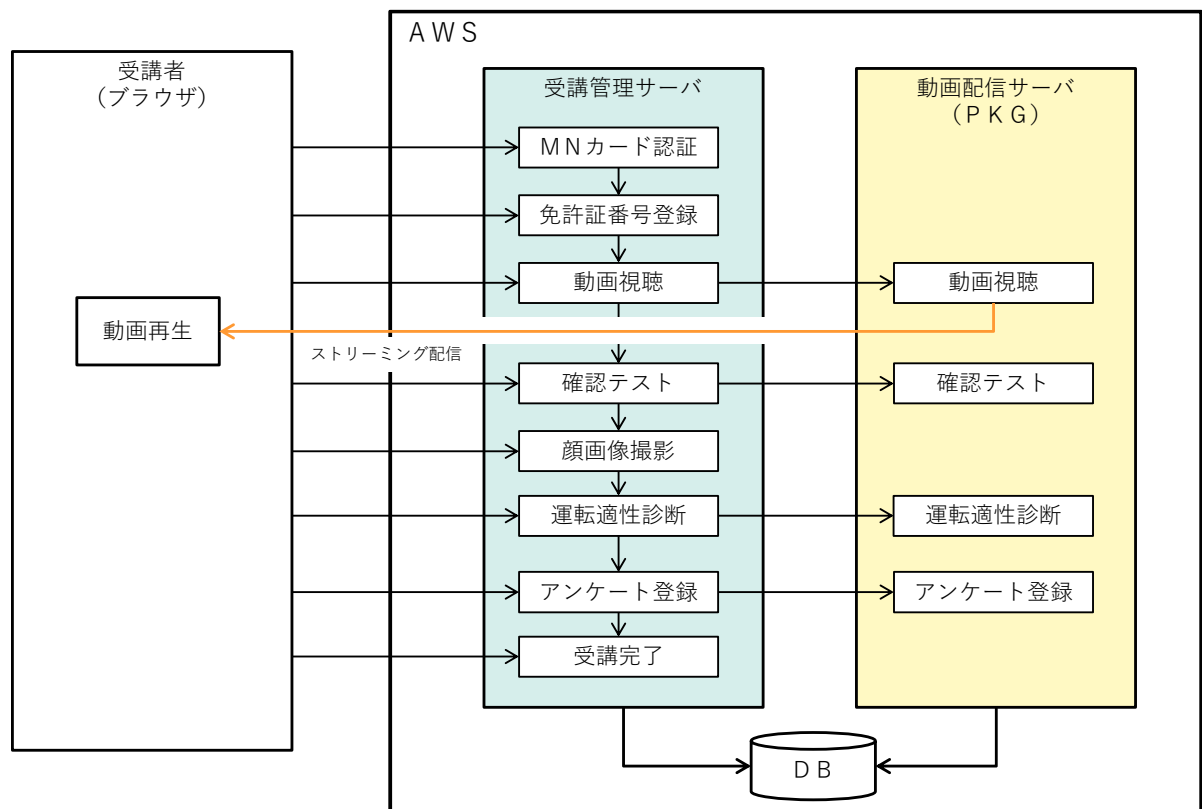 ＡＷＳ
受講者
（ブラウザ）
受講管理サーバ
動画配信サーバ
（ＰＫＧ）
ＭＮカード認証
免許証番号登録
動画視聴
動画視聴
動画再生
ストリーミング配信
確認テスト
確認テスト
顔画像撮影
運転適性診断
運転適性診断
アンケート登録
アンケート登録
受講完了
ＤＢ